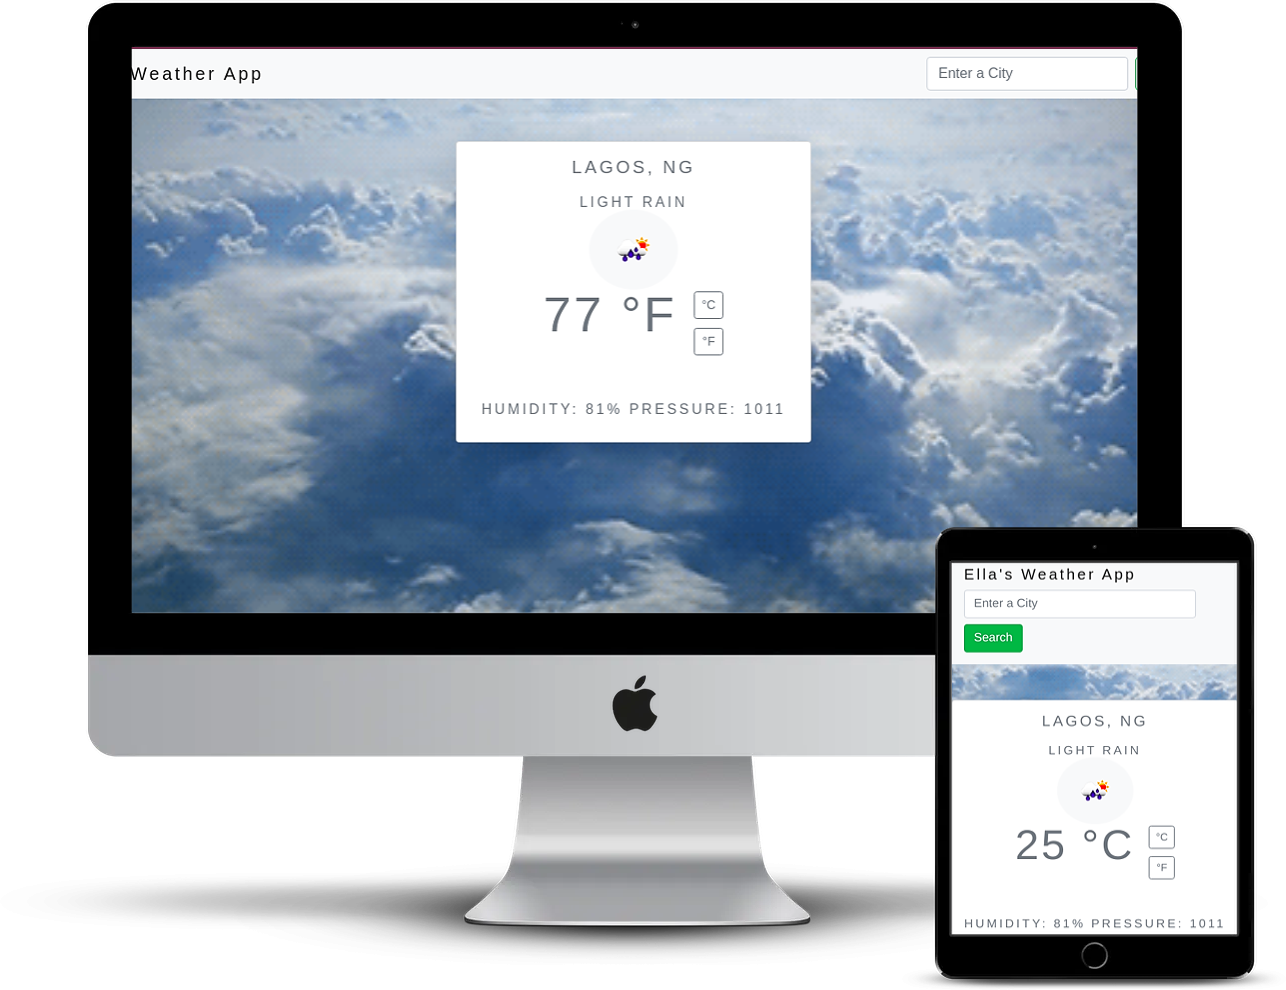 Weather App
Enter a City
LAGOS, NG
LIGHT RAIN
77 °F
°C
°F
HUMIDITY: 81% PRESSURE: 1011
Ella's Weather App
Enter a City
Search
LAGOS, NG
LIGHT RAIN
25 °C
°C
°F
HUMIDITY: 81% PRESSURE: 1011